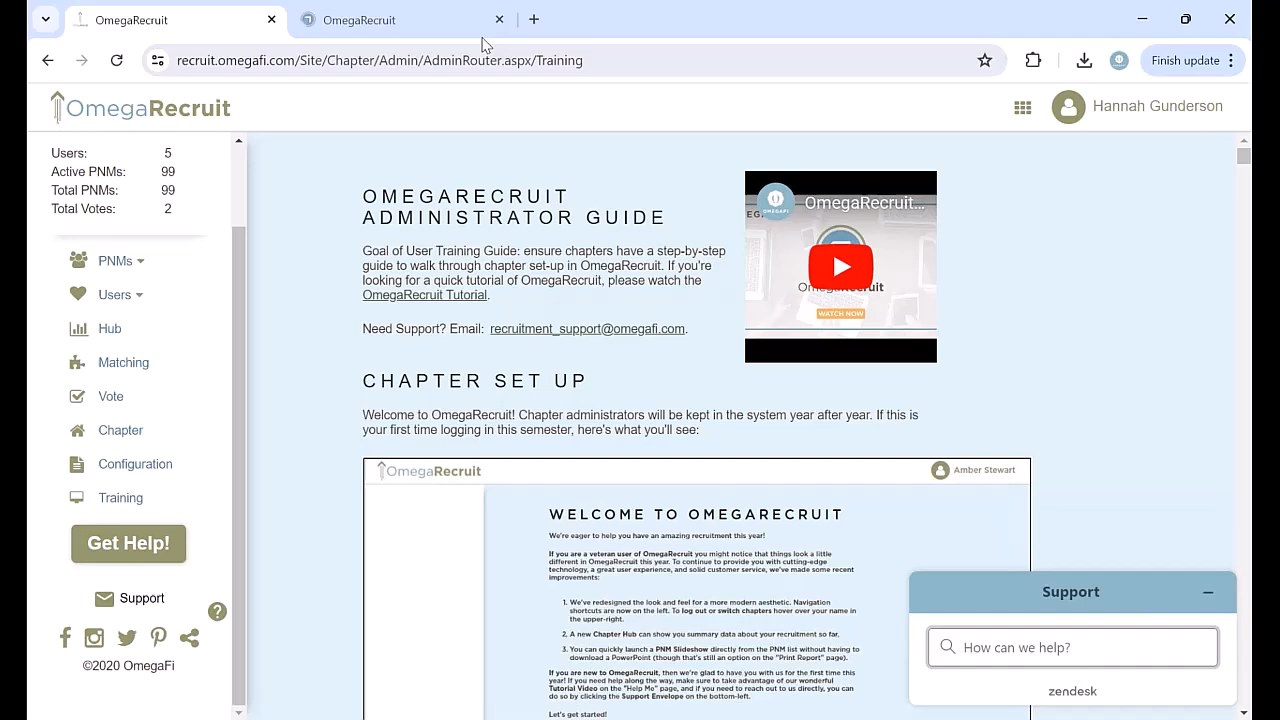 OmegaRecruit
OmegaRecruit
recruit.omegafi.com/Site/Chapter/Admin/AdminRouter.aspx/Training
Finish update
OmegaRecruit
Hannah Gunderson
Users: 5
Active PNMs: 99
Total PNMs: 99
Total Votes: 2
PNMs
Users
Hub
Matching
Vote
Chapter
Configuration
Training
Get Help!
Support
?
©2020 OmegaFi
OMEGARECRUIT
ADMINISTRATOR GUIDE
Goal of User Training Guide: ensure chapters have a step-by-step
guide to walk through chapter set-up in OmegaRecruit. If you're
looking for a quick tutorial of OmegaRecruit, please watch the
OmegaRecruit Tutorial.
Need Support? Email: recruitment_support@omegafi.com.
OMEGAFI
OmegaRecruit...
OmegaRecruit
WATCH NOW
CHAPTER SET UP
Welcome to OmegaRecruit! Chapter administrators will be kept in the system year after year. If this is
your first time logging in this semester, here's what you'll see:
OmegaRecruit
Amber Stewart
WELCOME TO OMEGARECRUIT
We're eager to help you have an amazing recruitment this year!
If you are a veteran user of OmegaRecruit you might notice that things look a little
different in OmegaRecruit this year. To continue to provide you with cutting-edge
technology, a great user experience, and solid customer service, we've made some recent
improvements:
1. We've redesigned the look and feel for a more modern aesthetic. Navigation
shortcuts are now on the left. To log out or switch chapters hover over your name in
the upper-right.
2. A new Chapter Hub can show you summary data about your recruitment so far,
3. You can quickly launch a PNM Slideshow directly from the PNM list without having to
download a PowerPoint (though that's still an option on the "Print Report" page).
If you are new to OmegaRecruit, then we're glad to have you with us for the first time this
year! If you need help along the way, make sure to take advantage of our wonderful
Tutorial Video on the "Help Me" page, and if you need to reach out to us directly, you can
do so by clicking the Support Envelope on the bottom-left.
Let's get started!
Support
How can we help?
zendesk